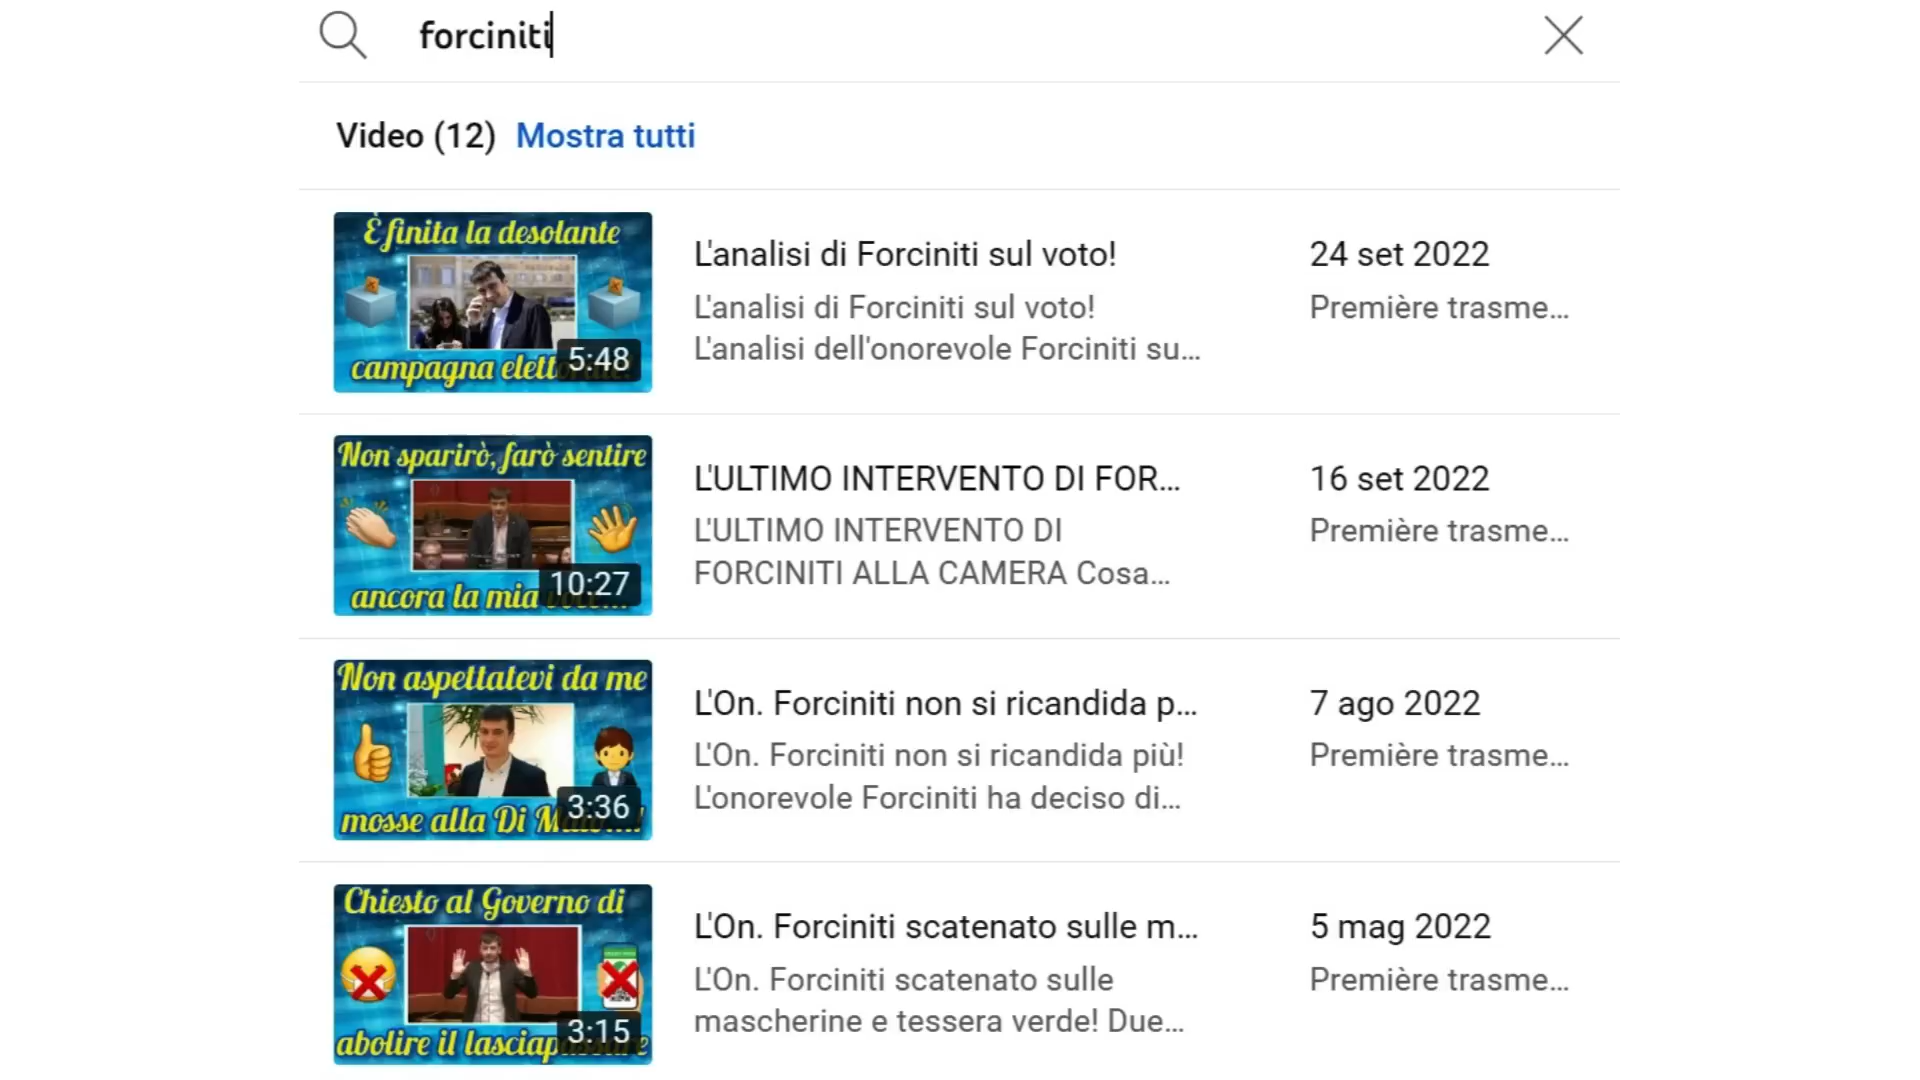 forciniti
Video (12) Mostra tutti
È finita la desolante
campagna elett
5:48
L'analisi di Forciniti sul voto!
L'analisi di Forciniti sul voto!
L'analisi dell'onorevole Forciniti su...
24 set 2022
Première trasme...
Non sparirò, farò sentire
ancora la mia
10:27
L'ULTIMO INTERVENTO DI FOR...
L'ULTIMO INTERVENTO DI
FORCINITI ALLA CAMERA Cosa...
16 set 2022
Première trasme...
Non aspettatevi da me
mosse alla Di M
3:36
L'On. Forciniti non si ricandida p...
L'On. Forciniti non si ricandida più!
L'onorevole Forciniti ha deciso di...
7 ago 2022
Première trasme...
Chiesto al Governo di
abolire il lasciap
3:15
L'On. Forciniti scatenato sulle m...
L'On. Forciniti scatenato sulle
mascherine e tessera verde! Due...
5 mag 2022
Première trasme...